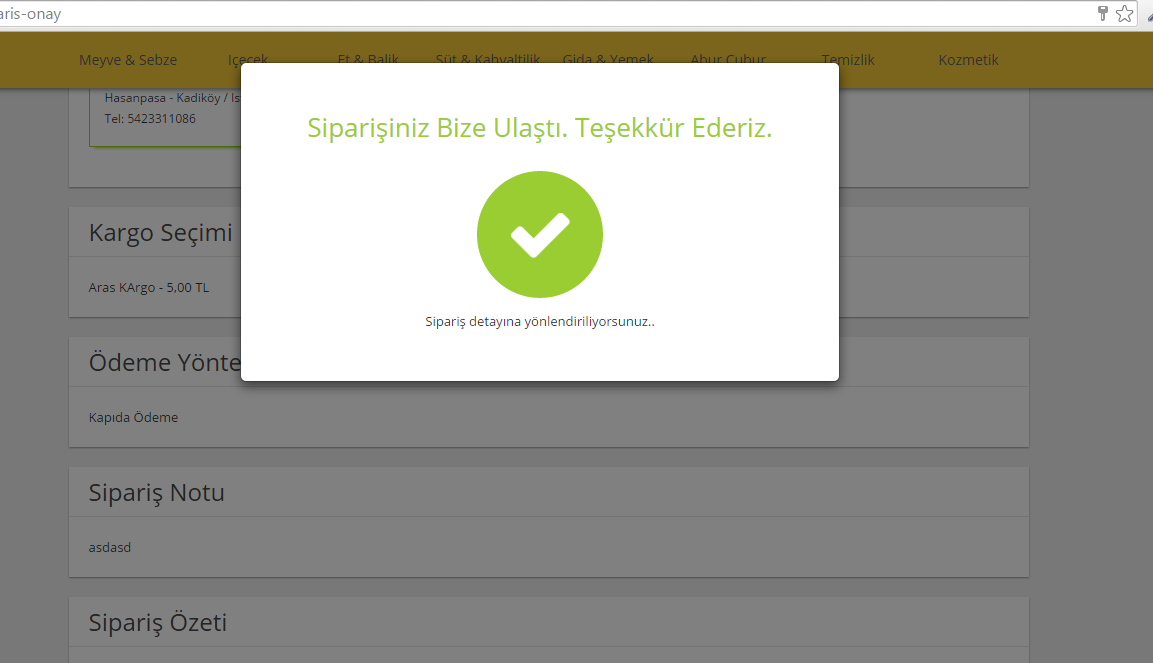 aris-onay
Meyve & Sebze İçecek Et & Balık Süt & Kahvaltılık Gıda & Yemek Abur Cubur Temizlik Kozmetik
Hasanpasa - Kadiköy / Is
Tel: 5423311086
Siparişiniz Bize Ulaştı. Teşekkür Ederiz.
Sipariş detayına yönlendiriliyorsunuz..
Kargo Seçimi
Aras KArgo - 5,00 TL
Ödeme Yönte
Kapıda Ödeme
Sipariş Notu
asdasd
Sipariş Özeti